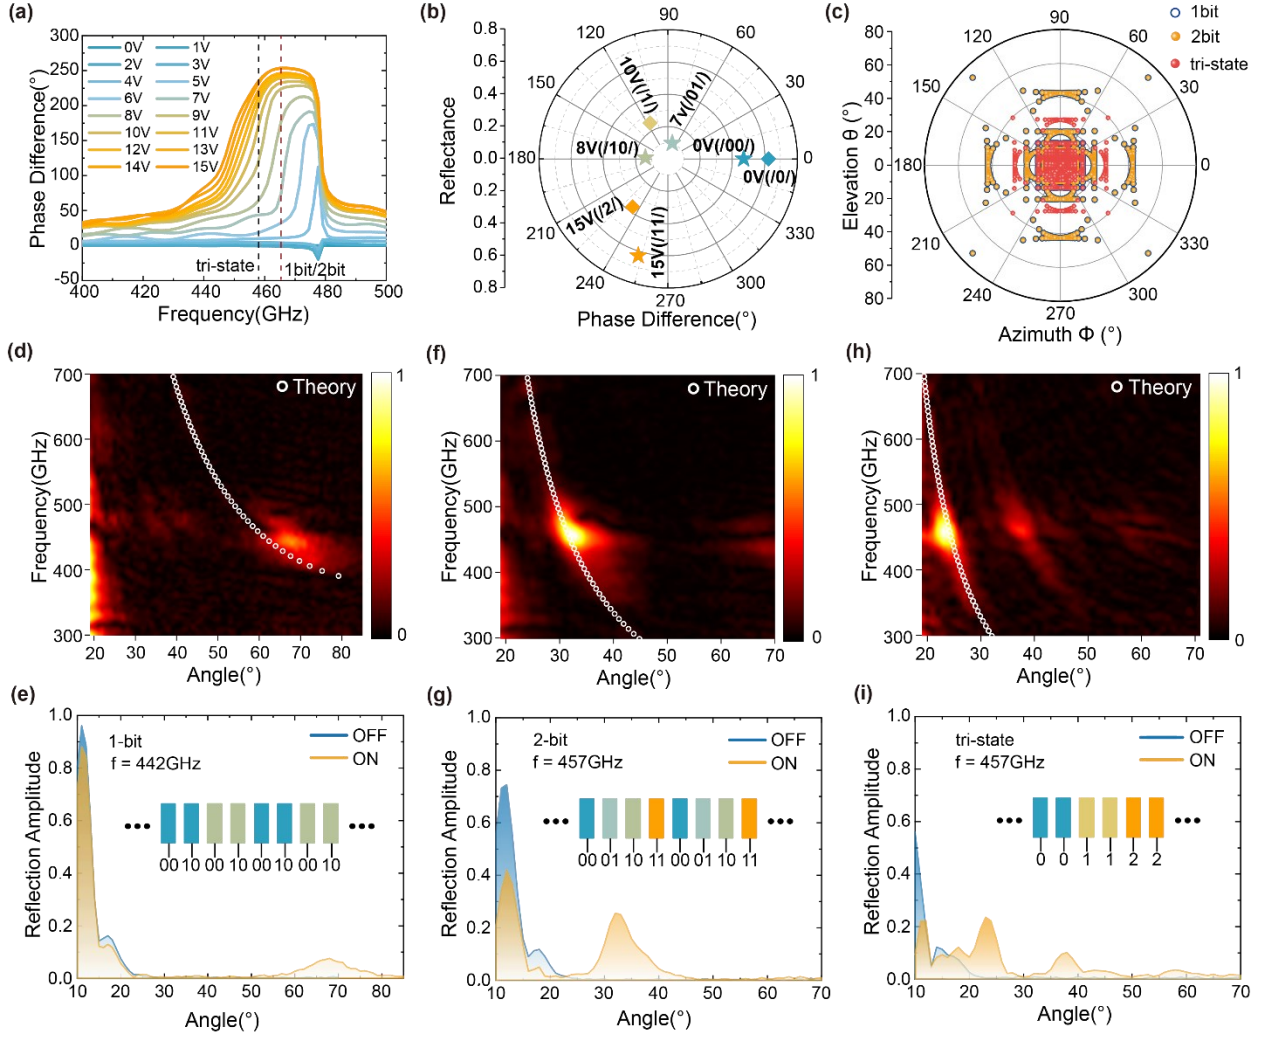 (a)
Phase Difference(°)
300
250
200
150
100
50
0
-50
0V 1V
2V 3V
4V 5V
6V 7V
8V 9V
10V 11V
12V 13V
14V 15V
tri-state
1bit/2bit
400 420 440 460 480 500
Frequency(GHz)
(b)
Reflectance
0.8
0.6
0.4
0.2
0.0
0.2
0.4
0.6
0.8
90
120 60
150 30
180 0
210 330
240 300
270
10V(/1/)
7v(/01/)
8V(/10/)
0V(/00/)
0V(/0/)
15V(/2/)
15V(/11/)
Phase Difference(°)
(c)
1bit
2bit
tri-state
Elevation θ (°)
80
60
40
20
0
20
40
60
80
90
120 60
150 30
180 0
210 330
240 300
270
Azimuth Φ (°)
(d)
Theory
Frequency(GHz)
700
600
500
400
300
20 30 40 50 60 70 80
Angle(°)
1
0
(f)
Theory
Frequency(GHz)
700
600
500
400
300
20 30 40 50 60 70
Angle(°)
1
0
(h)
Theory
Frequency(GHz)
700
600
500
400
300
20 30 40 50 60 70
Angle(°)
1
0
(e)
Reflection Amplitude
1.0
0.8
0.6
0.4
0.2
0.0
1-bit
f = 442GHz
OFF
ON
•••
•••
00 10 00 10 00 10 00 10
10 20 30 40 50 60 70 80
Angle(°)
(g)
Reflection Amplitude
1.0
0.8
0.6
0.4
0.2
0.0
2-bit
f = 457GHz
OFF
ON
•••
•••
00 01 10 11 00 01 10 11
10 20 30 40 50 60 70
Angle(°)
(i)
Reflection Amplitude
1.0
0.8
0.6
0.4
0.2
0.0
tri-state
f = 457GHz
OFF
ON
•••
•••
0 0 1 1 2 2
10 20 30 40 50 60 70
Angle(°)